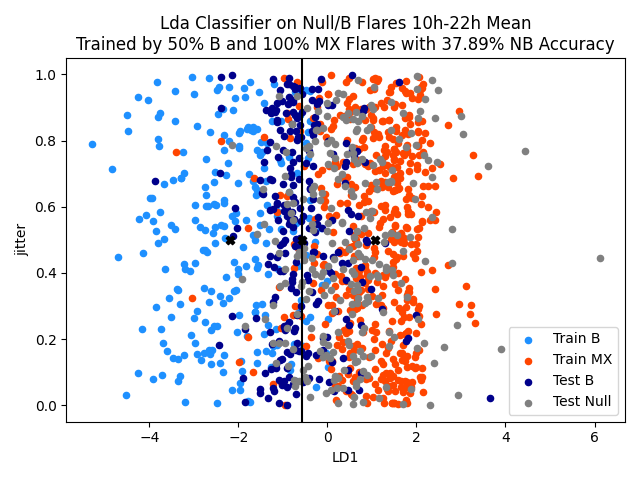 Lda Classifier on Null/B Flares 10h-22h Mean
Trained by 50% B and 100% MX Flares with 37.89% NB Accuracy
1.0
0.8
0.6
0.4
0.2
0.0
jitter
−4
−2
0
2
4
6
LD1
Train B
Train MX
Test B
Test Null